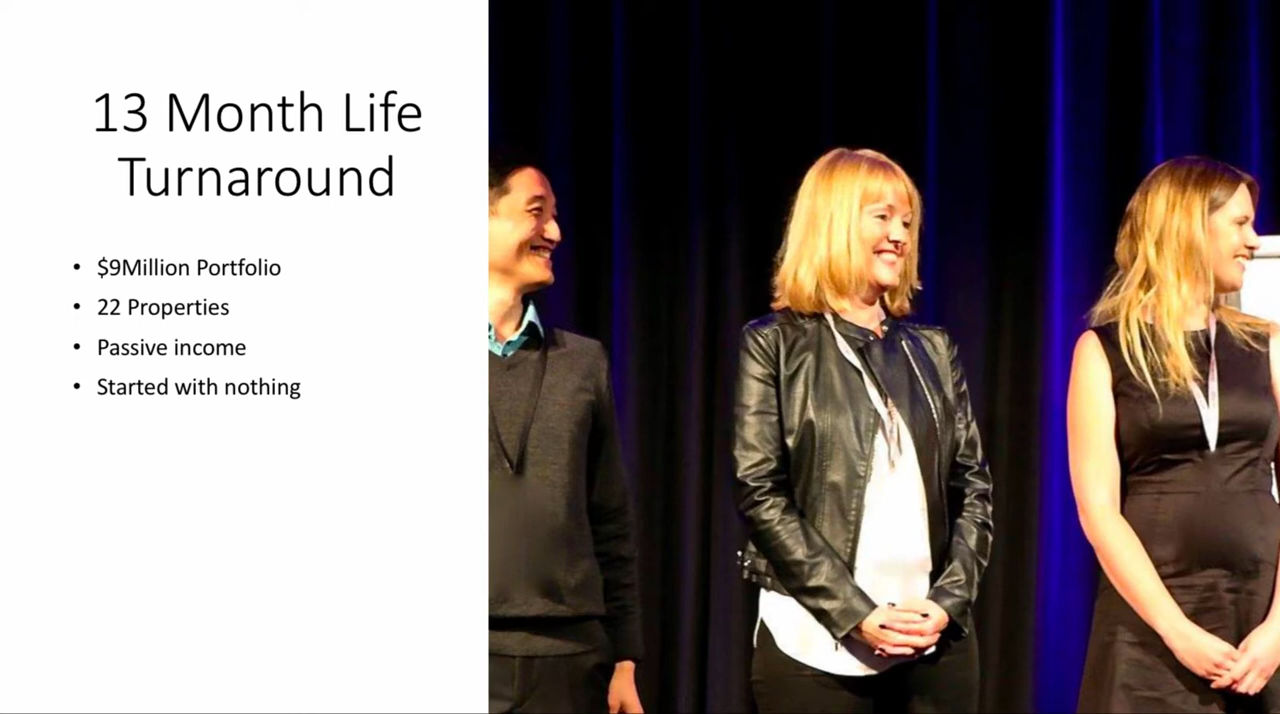 13 Month Life
Turnaround
• $9Million Portfolio
• 22 Properties
• Passive income
• Started with nothing